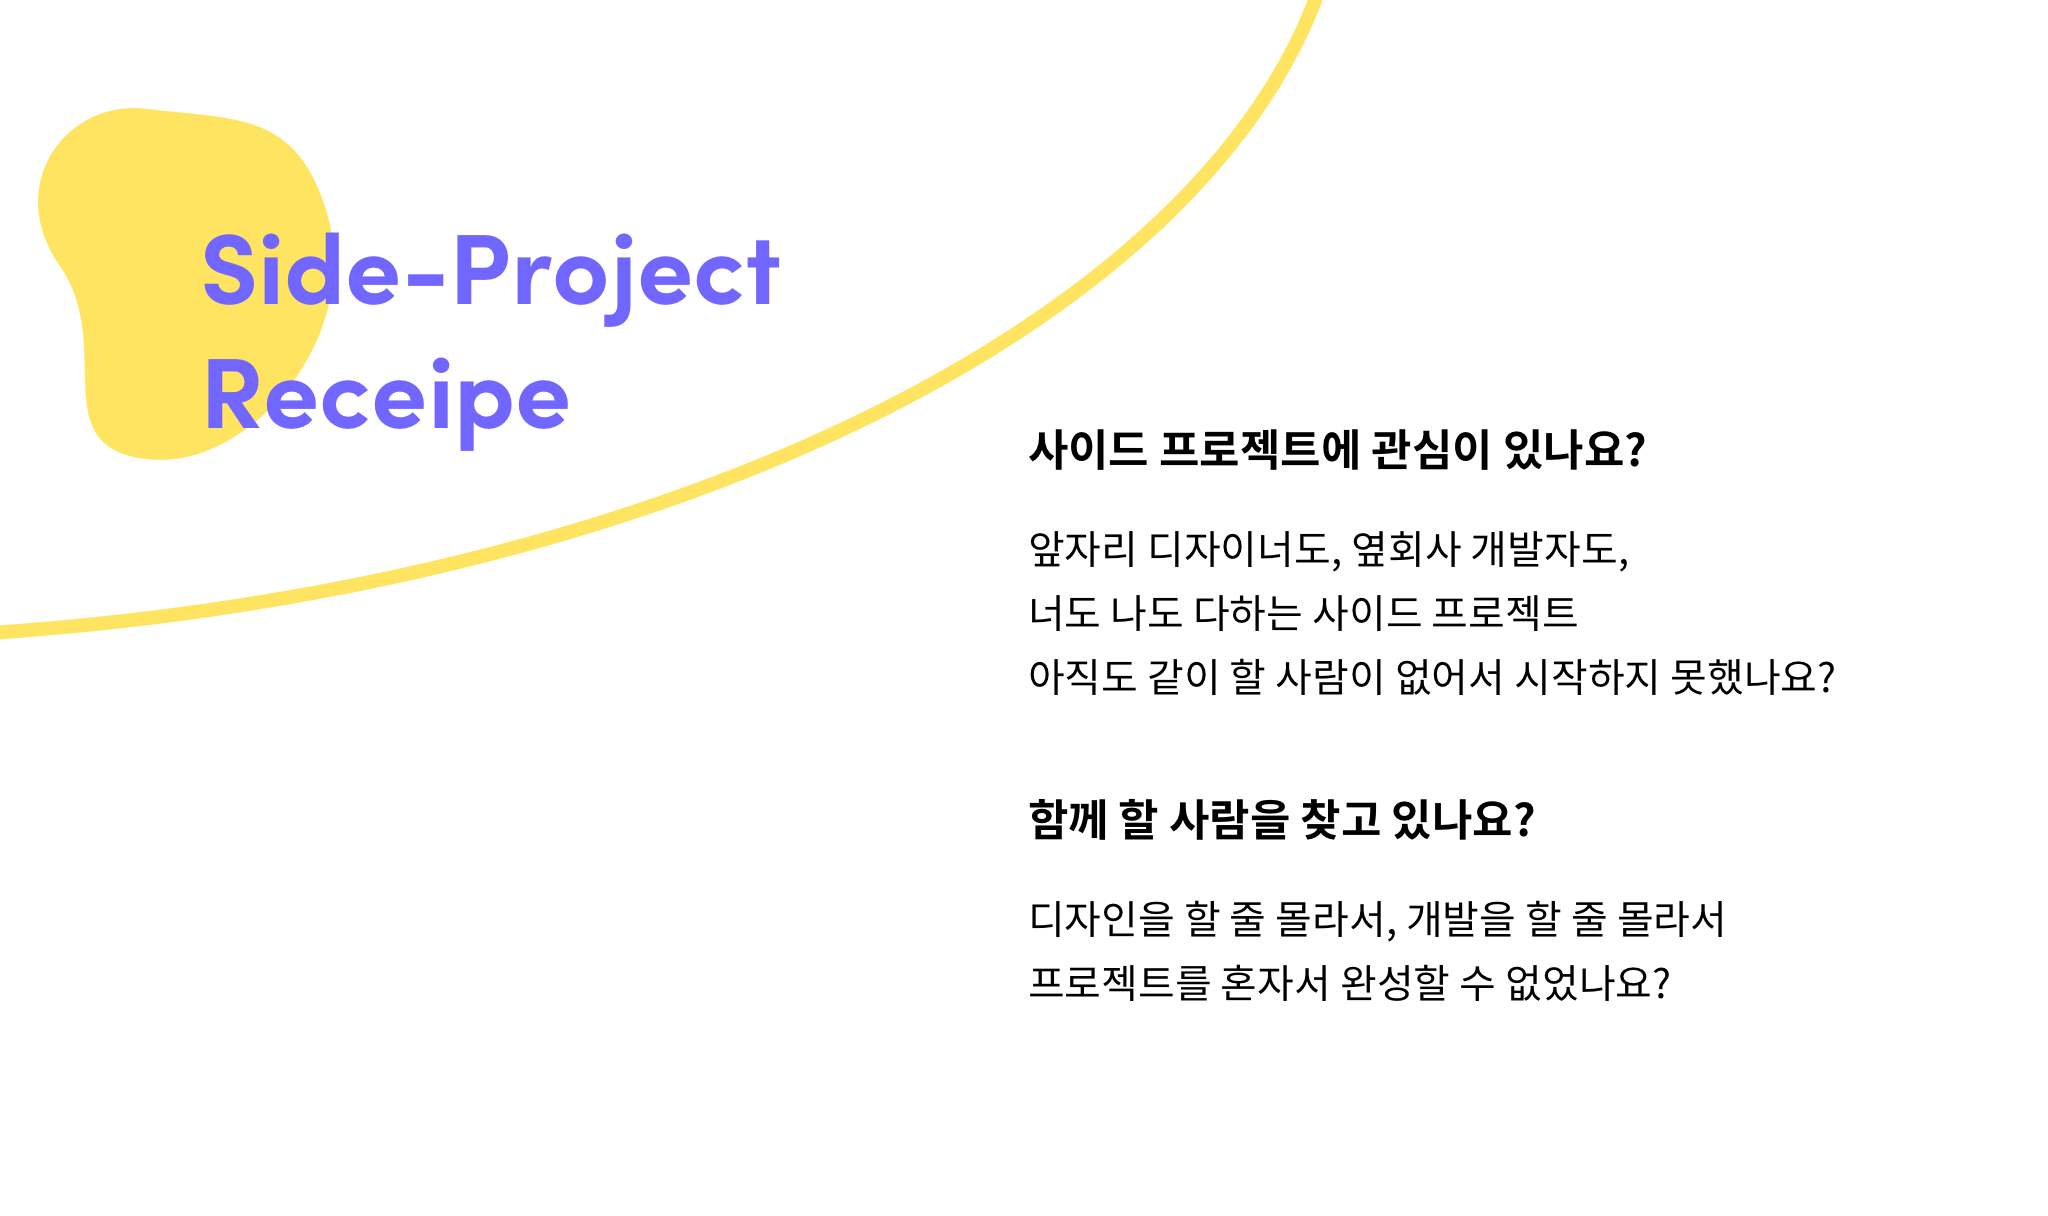 Side-Project
Receipe
사이드 프로젝트에 관심이 있나요?
앞자리 디자이너도, 옆회사 개발자도,
너도 나도 다하는 사이드 프로젝트
아직도 같이 할 사람이 없어서 시작하지 못했나요?
함께 할 사람을 찾고 있나요?
디자인을 할 줄 몰라서, 개발을 할 줄 몰라서
프로젝트를 혼자서 완성할 수 없었나요?